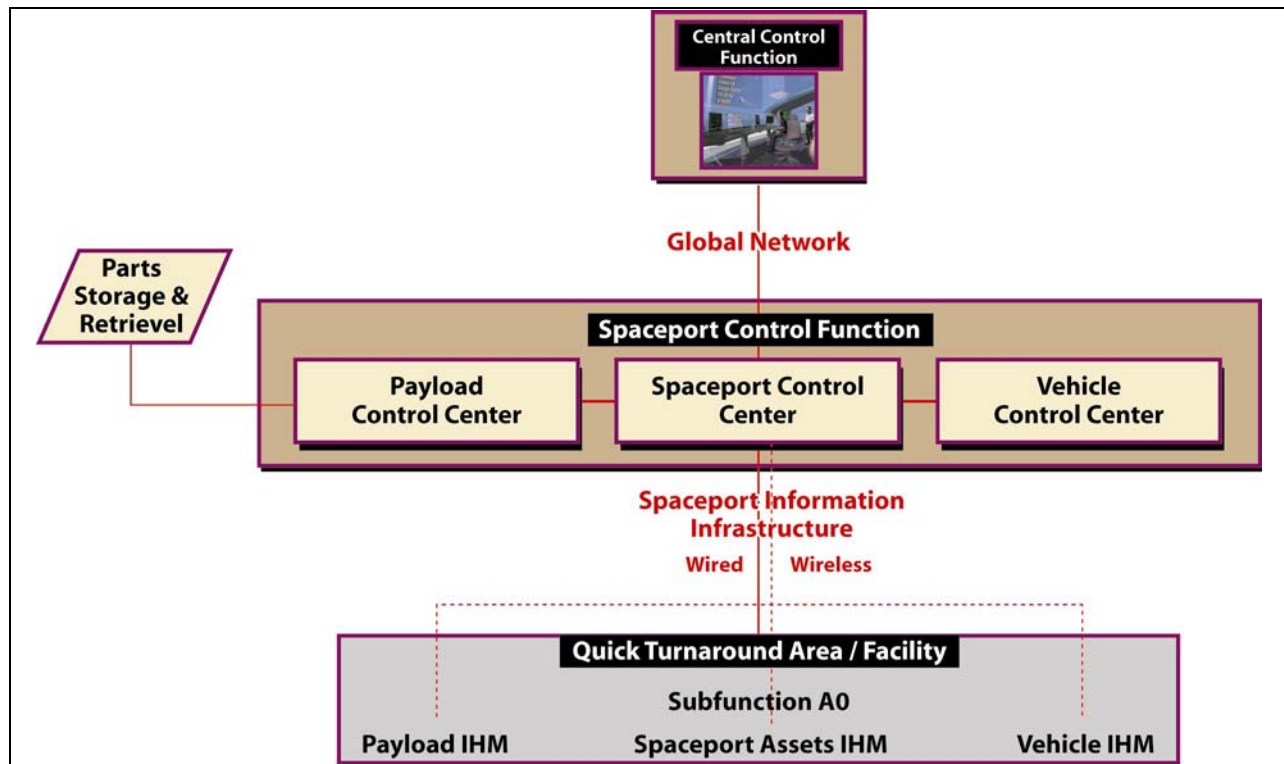 Central Control
Function
Global Network
Parts
Storage &
Retrievel
Spaceport Control Function
Payload
Control Center
Spaceport Control
Center
Vehicle
Control Center
Spaceport Information
Infrastructure
Wired
Wireless
Quick Turnaround Area / Facility
Subfunction A0
Payload IHM
Spaceport Assets IHM
Vehicle IHM